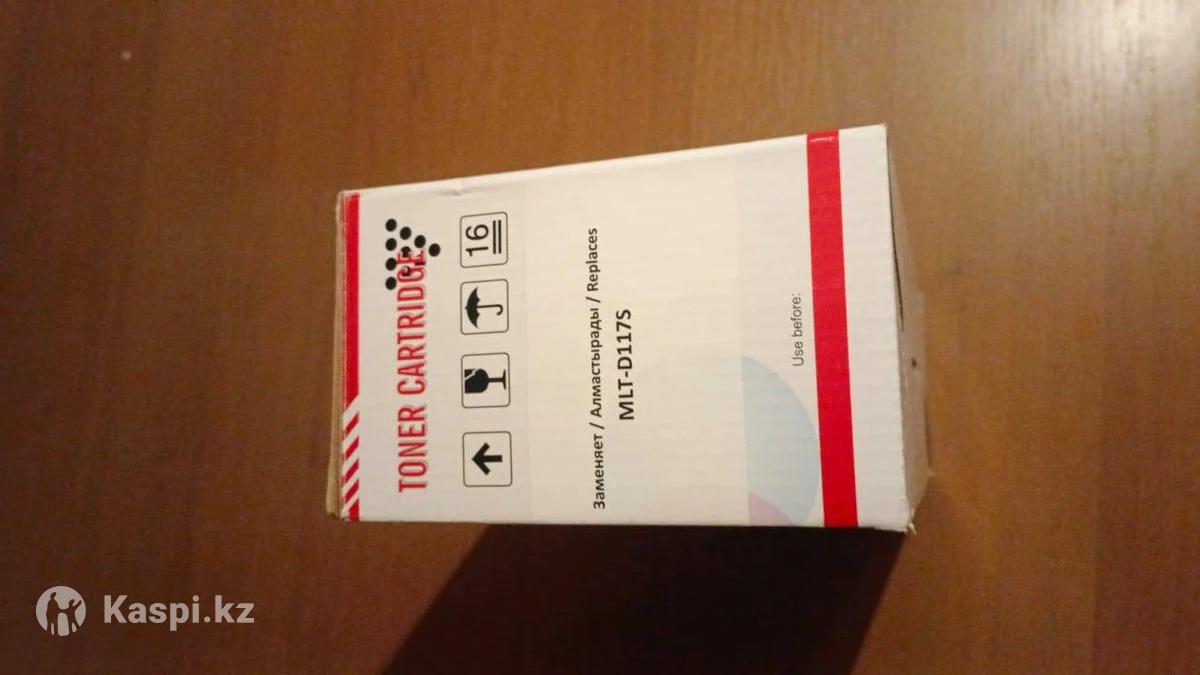 TONER CARTRIDGE
16
Заменяет / Алмастырады / Replaces
MLT-D117S
Use before:
Kaspi.kz